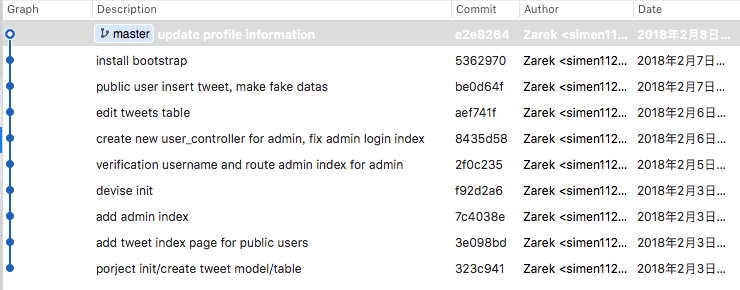 Graph Description Commit Author Date
master update profile information e2e8264 Zarek <simen112... 2018年2月8日...
install bootstrap 5362970 Zarek <simen112... 2018年2月7日...
public user insert tweet, make fake datas be0d64f Zarek <simen112... 2018年2月7日...
edit tweets table aef741f Zarek <simen112... 2018年2月6日...
create new user_controller for admin, fix admin login index 8435d58 Zarek <simen112... 2018年2月6日...
verification username and route admin index for admin 2f0c235 Zarek <simen112... 2018年2月5日...
devise init f92d2a6 Zarek <simen112... 2018年2月3日...
add admin index 7c4038e Zarek <simen112... 2018年2月3日...
add tweet index page for public users 3e098bd Zarek <simen112... 2018年2月3日...
porject init/create tweet model/table 323c941 Zarek <simen112... 2018年2月3日...